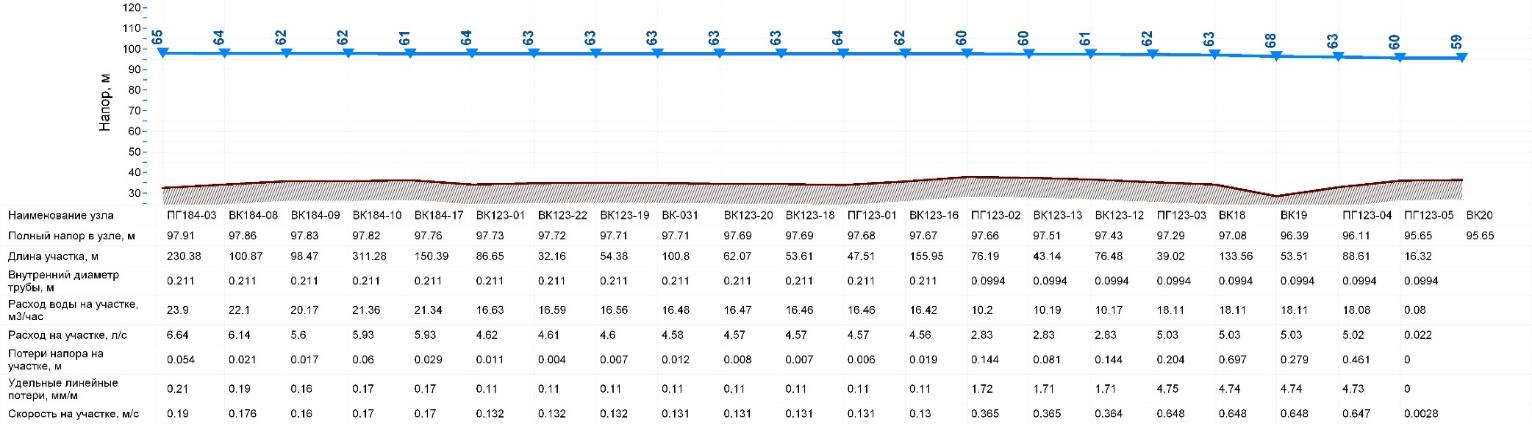 120
110
100
90
80
70
60
50
40
30
Напор, м
65 64 62 62 61 64 63 63 63 63 63 64 62 60 60 61 62 63 68 63 60 59
Наименование узла ПГ184-03 ВК184-08 ВК184-09 ВК184-10 ВК184-17 ВК123-01 ВК123-22 ВК123-19 ВК-031 ВК123-20 ВК123-18 ПГ123-01 ВК123-16 ПГ123-02 ВК123-13 ВК123-12 ПГ123-03 ВК18 ВК19 ПГ123-04 ПГ123-05 ВК20
Полный напор в узле, м 97.91 97.86 97.83 97.82 97.76 97.73 97.72 97.71 97.71 97.69 97.69 97.68 97.67 97.66 97.51 97.43 97.29 97.08 96.39 96.11 95.65 95.65
Длина участка, м 230.38 100.87 98.47 311.28 150.39 86.65 32.16 54.38 100.8 62.07 53.61 47.51 155.95 76.19 43.14 76.48 39.02 133.56 53.51 88.61 16.32
Внутренний диаметр
трубы, м 0.211 0.211 0.211 0.211 0.211 0.211 0.211 0.211 0.211 0.211 0.211 0.211 0.211 0.0994 0.0994 0.0994 0.0994 0.0994 0.0994 0.0994 0.0994
Расход воды на участке,
м3/час 23.9 22.1 20.17 21.36 21.34 16.63 16.59 16.56 16.48 16.47 16.46 16.46 16.42 10.2 10.19 10.17 18.11 18.11 18.11 18.08 0.08
Расход на участке, л/с 6.64 6.14 5.6 5.93 5.93 4.62 4.61 4.6 4.58 4.57 4.57 4.57 4.56 2.83 2.83 2.83 5.03 5.03 5.03 5.02 0.022
Потери напора на
участке, м 0.054 0.021 0.017 0.06 0.029 0.011 0.004 0.007 0.012 0.008 0.007 0.006 0.019 0.144 0.081 0.144 0.204 0.697 0.279 0.461 0
Удельные линейные
потери, мм/м 0.21 0.19 0.16 0.17 0.17 0.11 0.11 0.11 0.11 0.11 0.11 0.11 0.11 1.72 1.71 1.71 4.75 4.74 4.74 4.73 0
Скорость на участке, м/с 0.19 0.176 0.16 0.17 0.17 0.132 0.132 0.132 0.131 0.131 0.131 0.131 0.13 0.365 0.365 0.364 0.648 0.648 0.648 0.647 0.0028